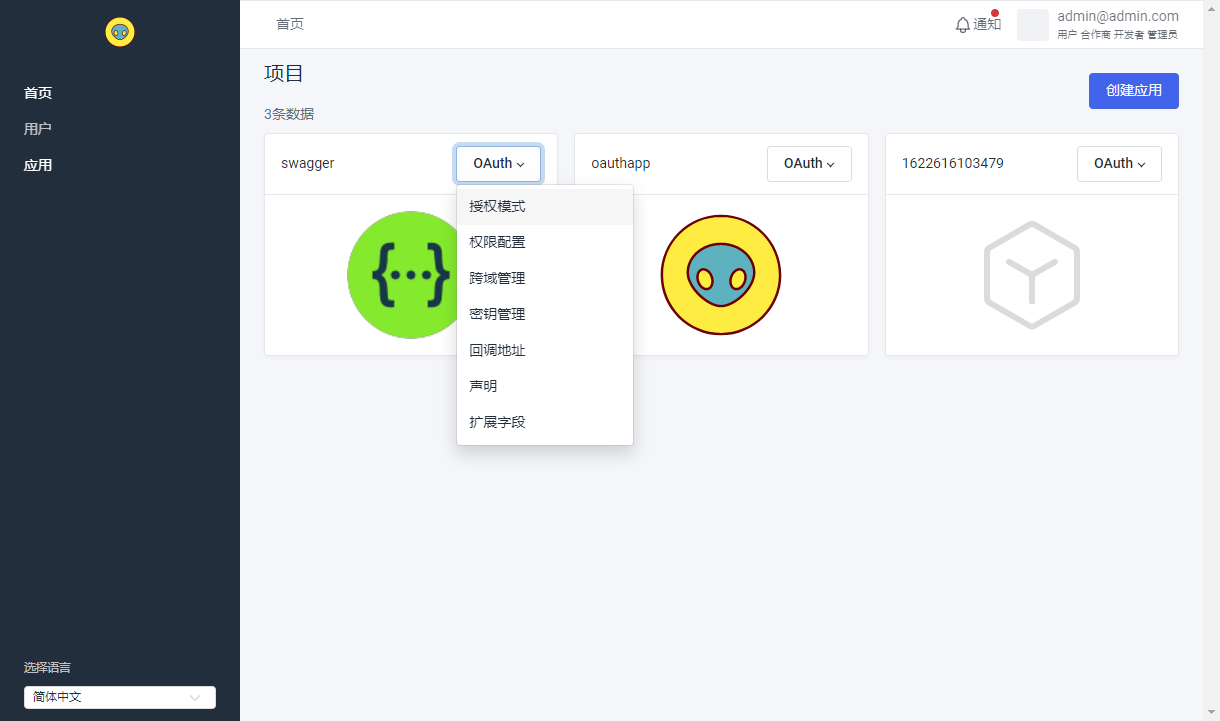 首页
用户
应用
选择语言
简体中文
首页
通知
admin@admin.com
用户 合作商 开发者 管理员
项目
创建应用
3条数据
swagger
OAuth
oauthapp
OAuth
1622616103479
OAuth
授权模式
权限配置
跨域管理
密钥管理
回调地址
声明
扩展字段